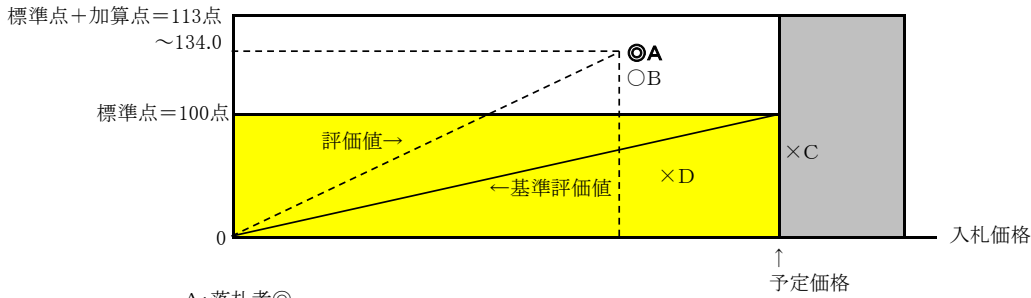 標準点＋加算点＝113点
～134.0
◎A
○B
標準点＝100点
評価値→
×C
×D
←基準評価値
0
入札価格
↑
予定価格
A：落札者◎